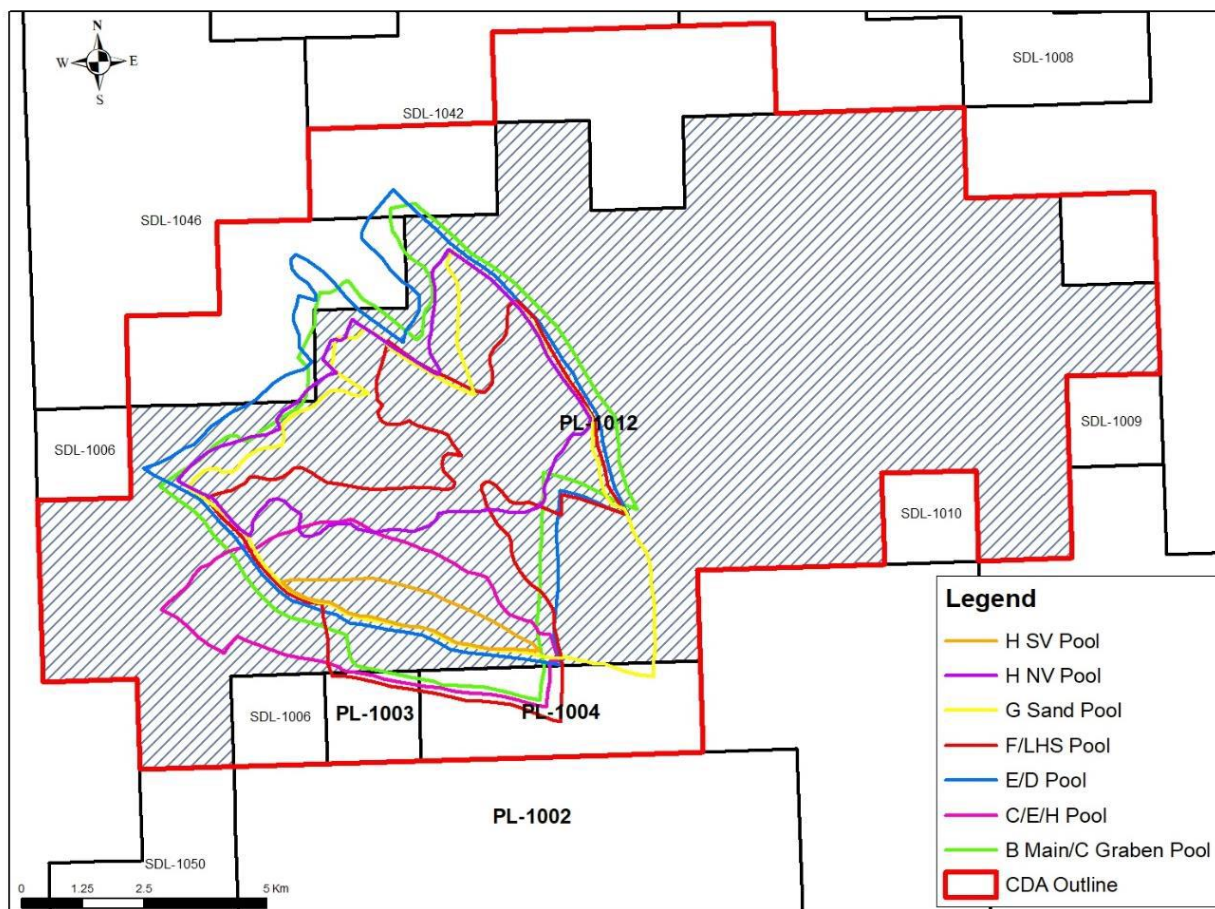 N
W E
S
SDL-1008
SDL-1042
SDL-1046
PL-1012
SDL-1006
SDL-1009
SDL-1010
SDL-1006
PL-1003
PL-1004
PL-1002
SDL-1050
0 1.25 2.5 5 Km
Legend
H SV Pool
H NV Pool
G Sand Pool
F/LHS Pool
E/D Pool
C/E/H Pool
B Main/C Graben Pool
CDA Outline